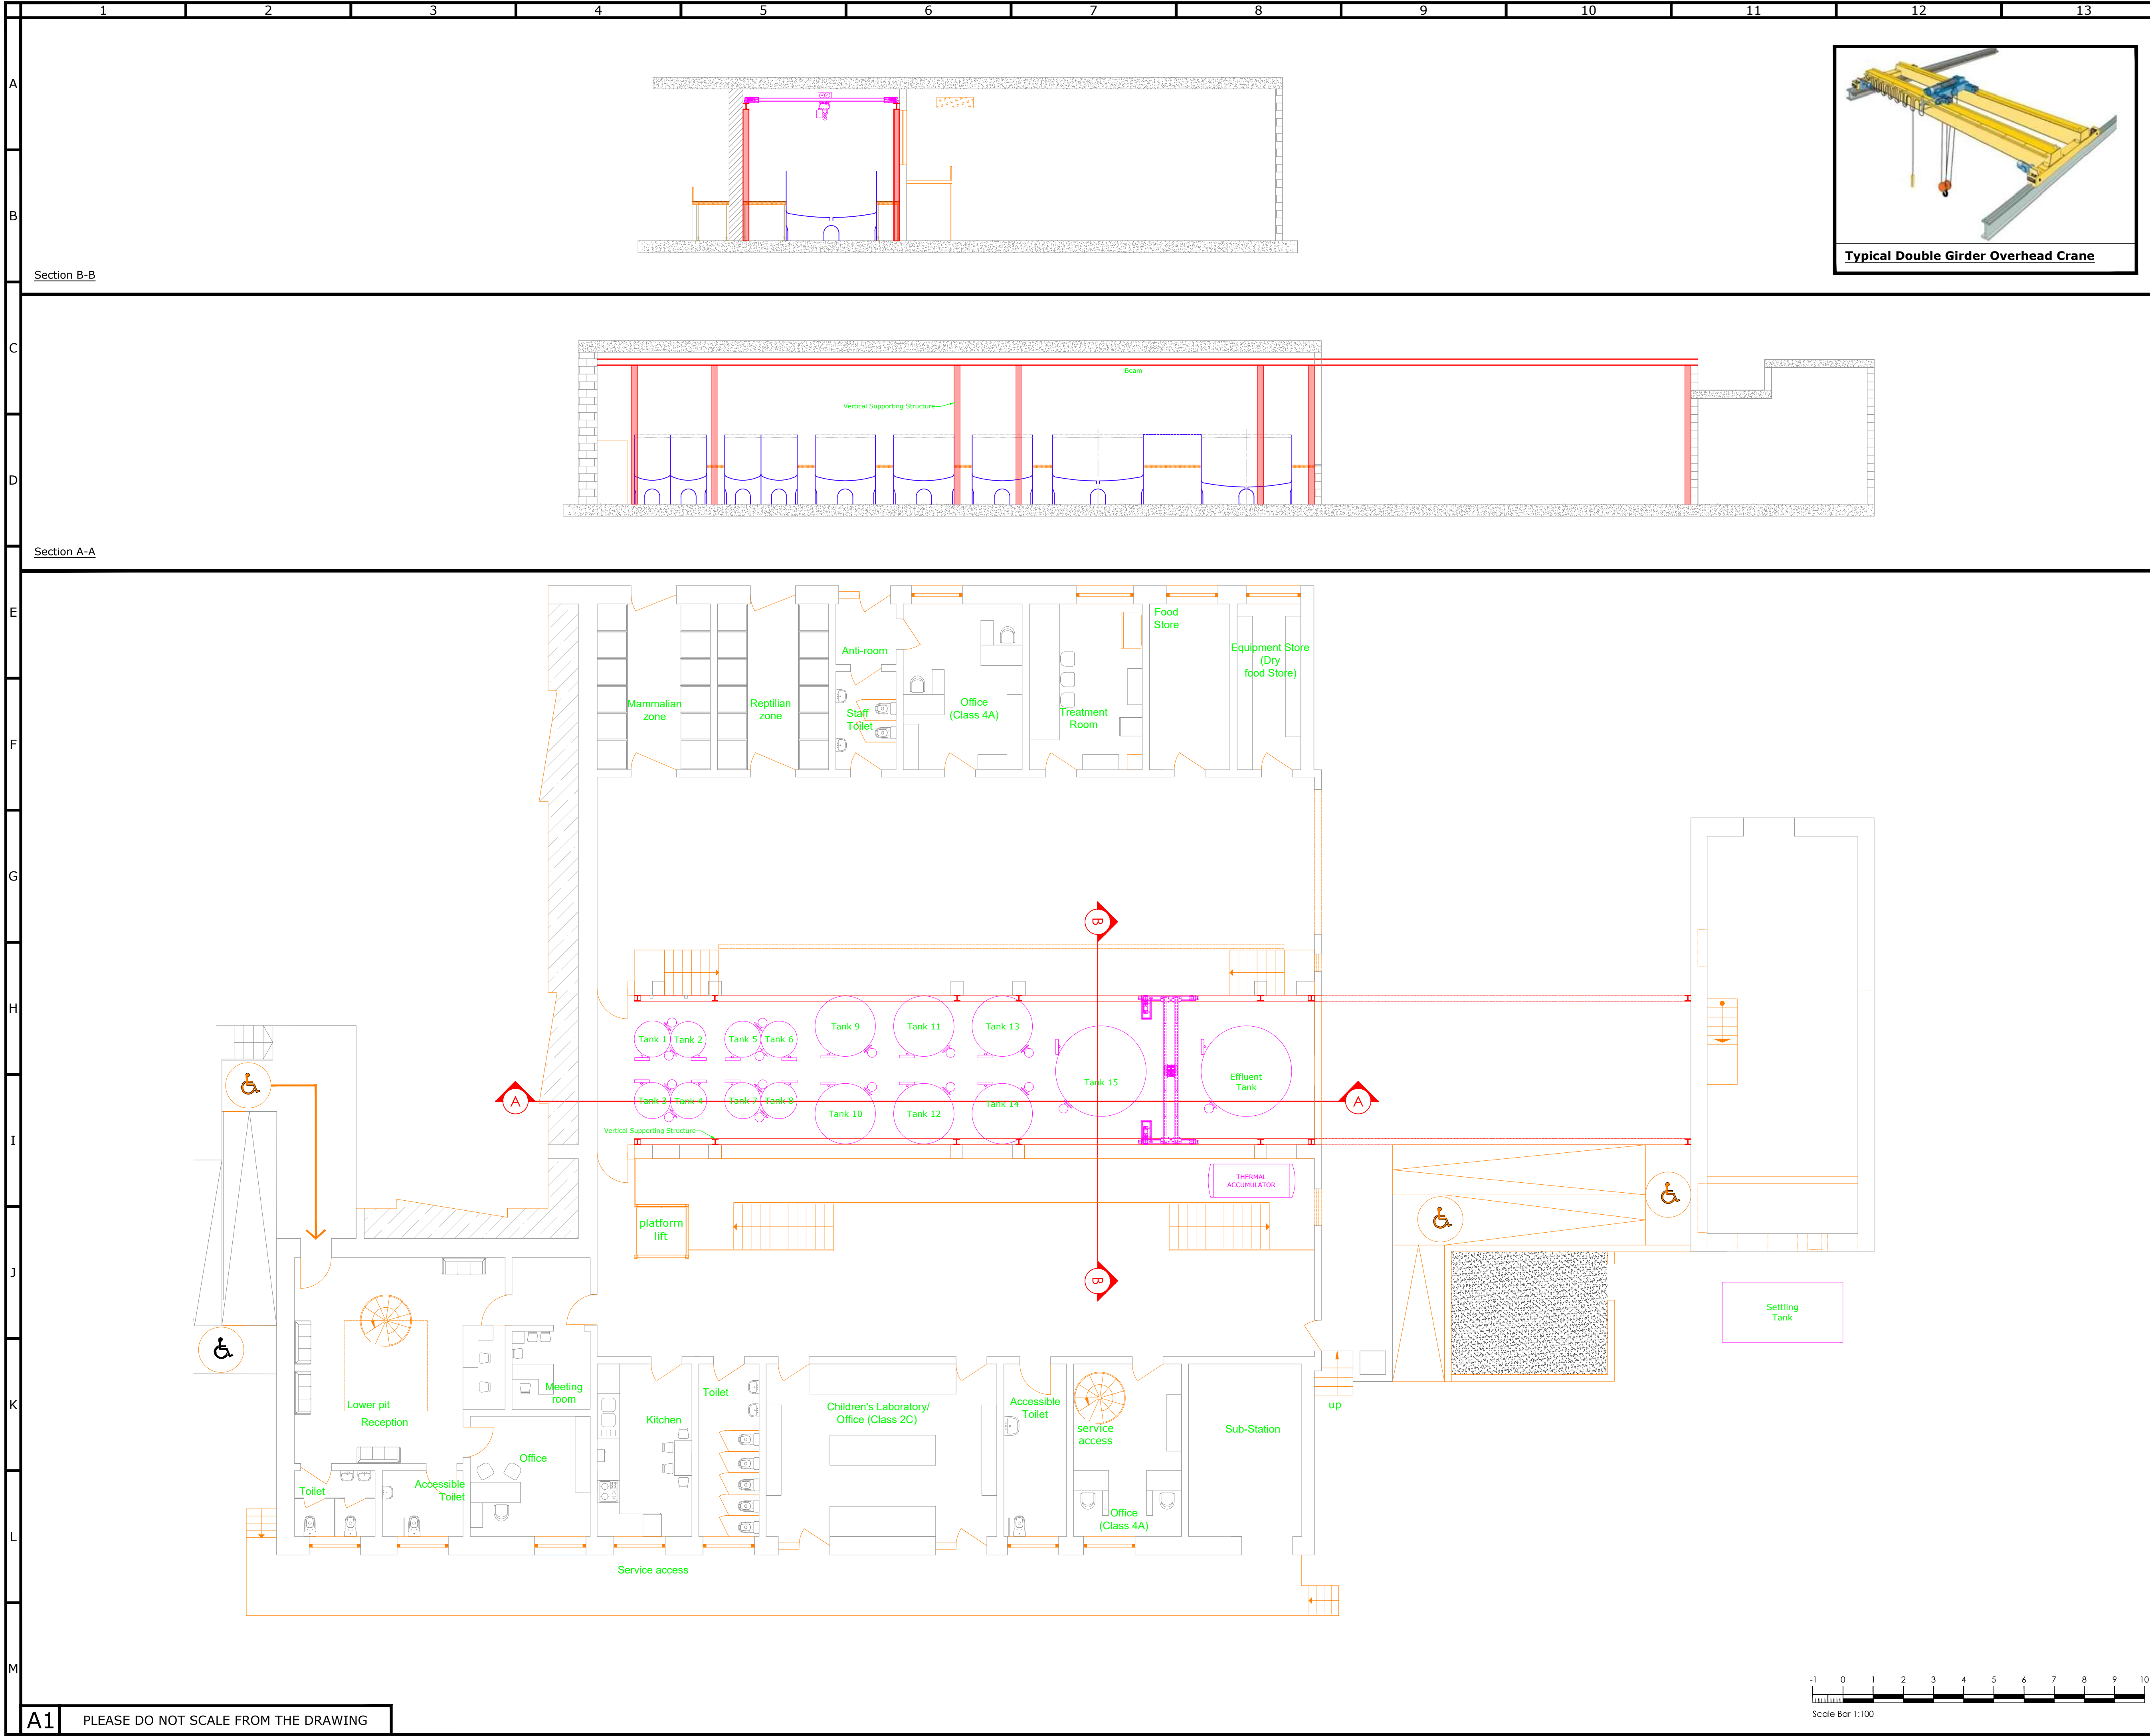 1 2 3 4 5 6 7 8 9 10 11 12 13
A
B
C
D
E
F
G
H
I
J
K
L
M
Typical Double Girder Overhead Crane
Section B-B
Beam
Vertical Supporting Structure
Section A-A
Food
Store
Anti-room
Equipment Store
(Dry
food Store)
Mammalian
zone
Reptilian
zone
Staff
Toilet
Office
(Class 4A)
Treatment
Room
B
Tank 1
Tank 2
Tank 5
Tank 6
Tank 9
Tank 11
Tank 13
Tank 15
Effluent
Tank
A
Tank 3
Tank 4
Tank 7
Tank 8
Tank 10
Tank 12
Tank 14
A
Vertical Supporting Structure
THERMAL
ACCUMULATOR
platform
lift
B
Settling
Tank
Lower pit
Reception
Meeting
room
Toilet
Kitchen
Children's Laboratory/
Office (Class 2C)
Accessible
Toilet
service
access
Sub-Station
up
Office
Toilet
Accessible
Toilet
Office
(Class 4A)
Service access
-1 0 1 2 3 4 5 6 7 8 9 10
Scale Bar 1:100
A1
PLEASE DO NOT SCALE FROM THE DRAWING